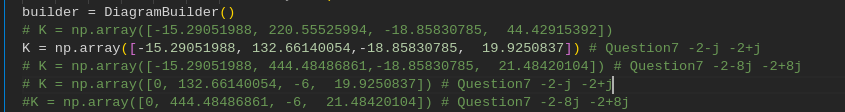 builder = DiagramBuilder()
# K = np.array([-15.29051988, 220.55525994, -18.85830785,  44.42915392])
K = np.array([-15.29051988, 132.66140054,-18.85830785,  19.9250837]) # Question7 -2-j -2+j
# K = np.array([-15.29051988, 444.48486861,-18.85830785,  21.48420104]) # Question7 -2-8j -2+8j
# K = np.array([0, 132.66140054, -6,  19.9250837]) # Question7 -2-j -2+j
#K = np.array([0, 444.48486861, -6,  21.48420104]) # Question7 -2-8j -2+8j